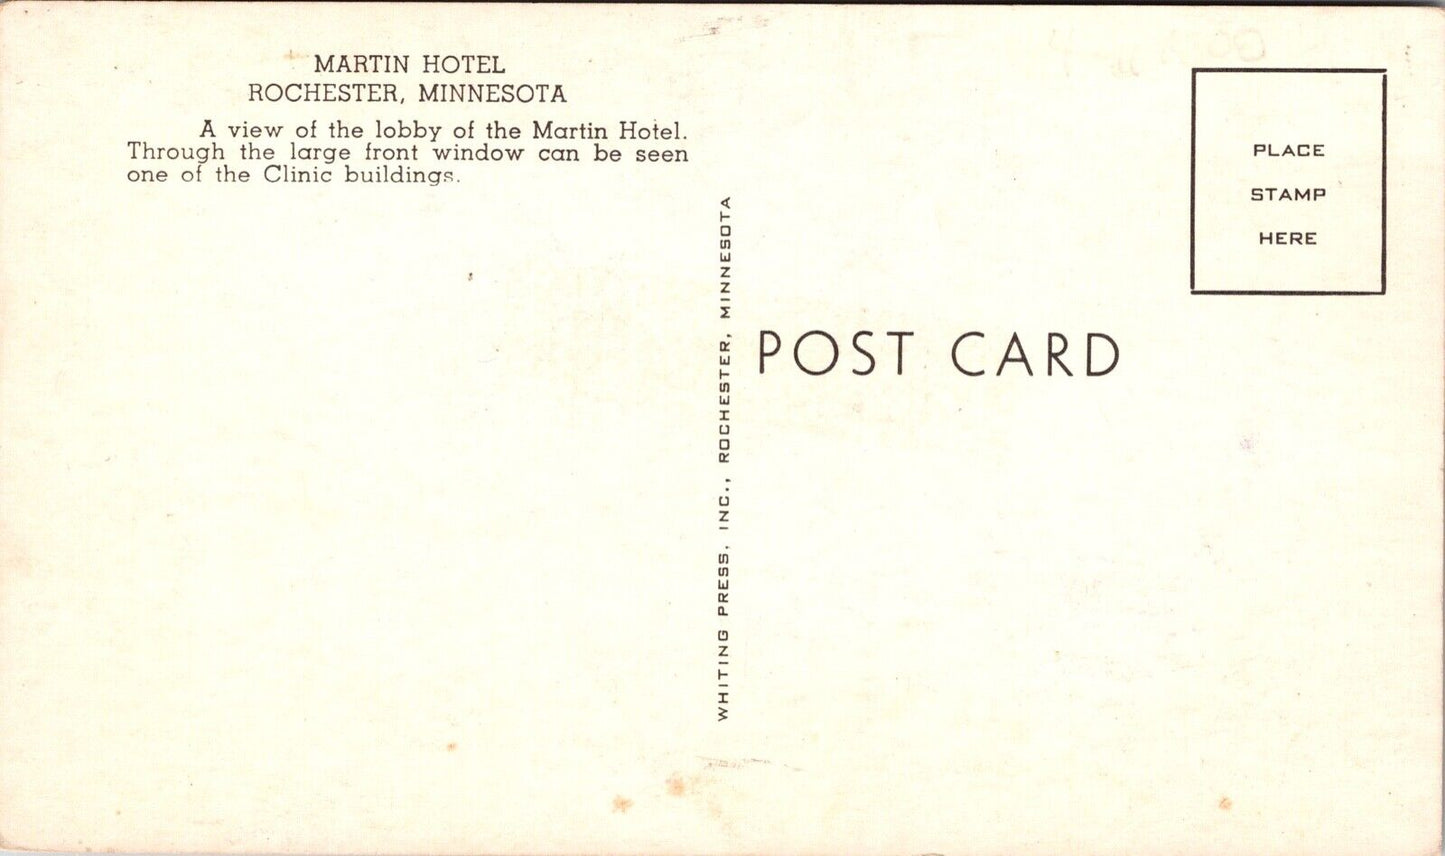 MARTIN HOTEL
ROCHESTER, MINNESOTA
A view of the lobby of the Martin Hotel.
Through the large front window can be seen
one of the Clinic buildings.
WHITING PRESS, INC., ROCHESTER, MINNESOTA
POST CARD
PLACE
STAMP
HERE